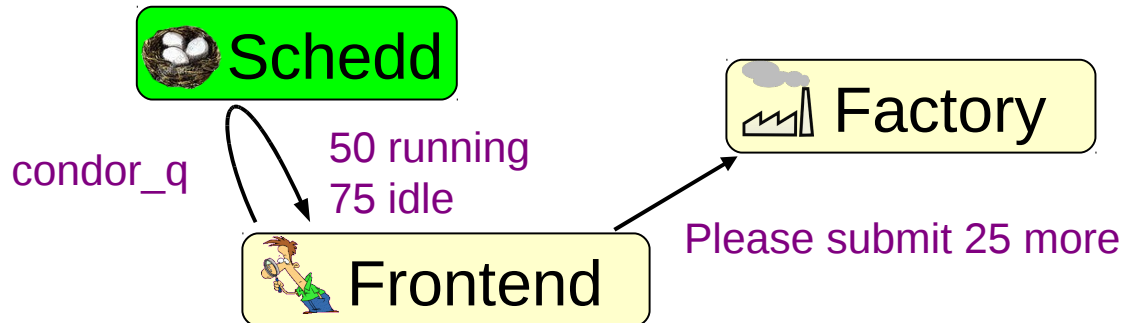 Schedd
Factory
condor_q
50 running
75 idle
Please submit 25 more
Frontend